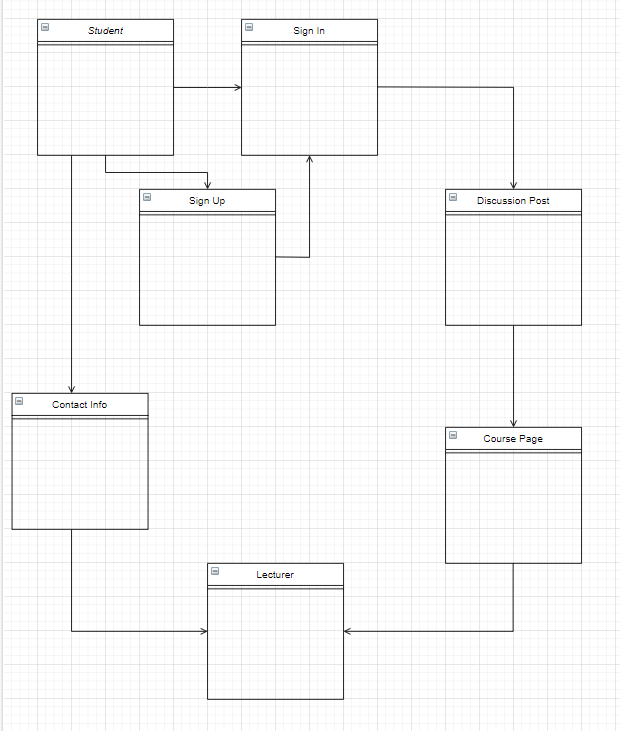 Student
Sign In
Sign Up
Discussion Post
Contact Info
Course Page
Lecturer